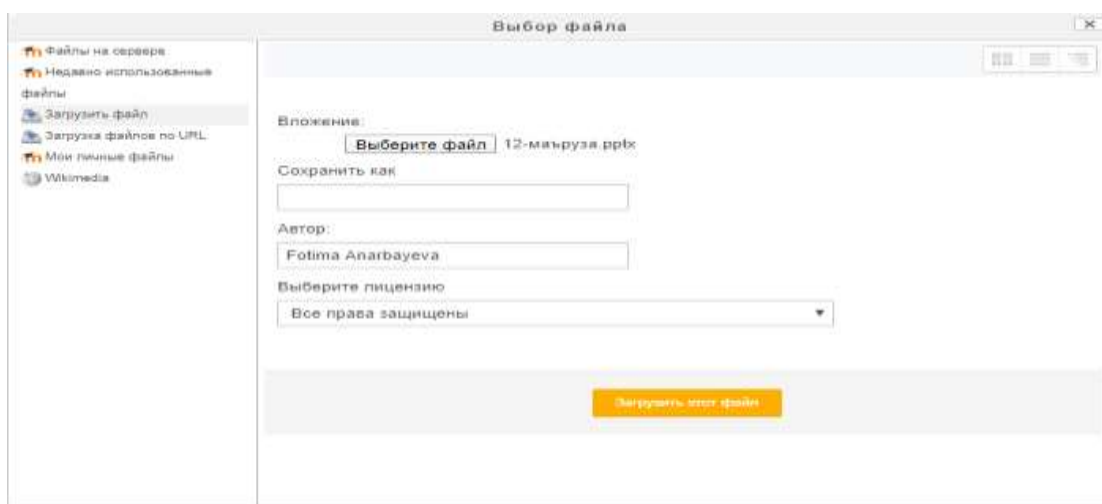 Выбор файла
Файлы на сервере
Недавно использованные
файлы
Загрузить файл
Загрузка файлов по URL
Мои личные файлы
Wikimedia
Вложение:
Выберите файл 12-маъруза.pptx
Сохранить как
Автор:
Fotima Anarbayeva
Выберите лицензию
Все права защищены
Загрузить этот файл